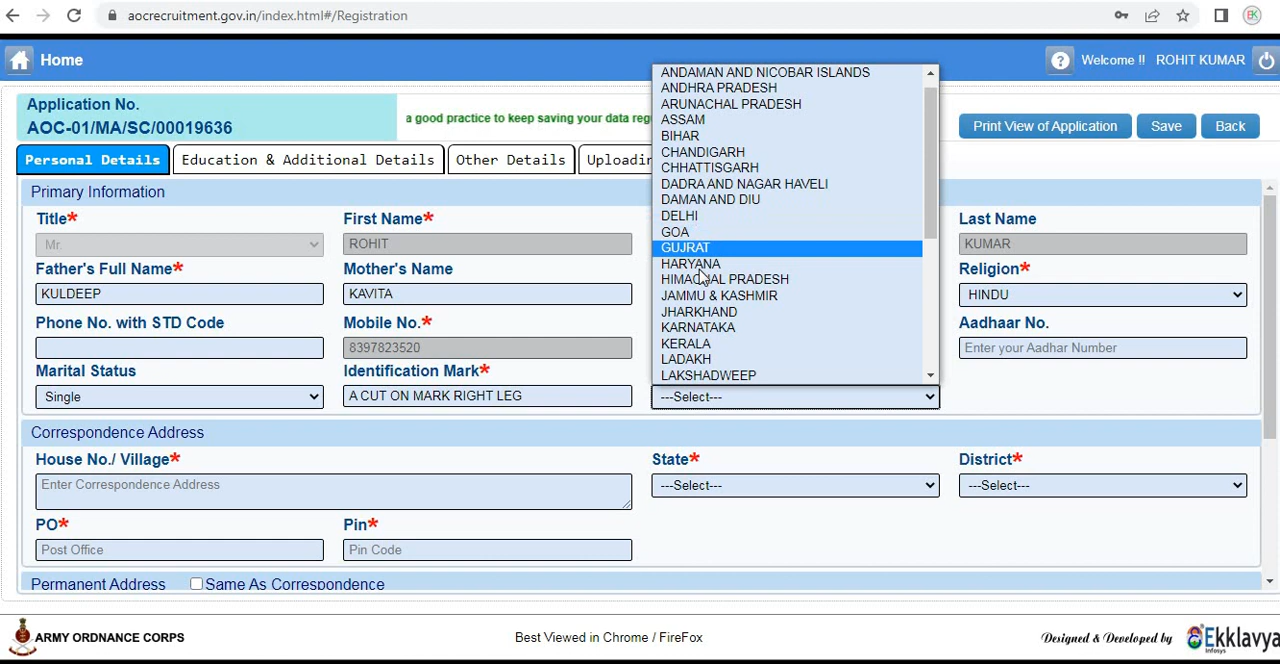 aocrecruitment.gov.in/index.html#/Registration
Home
Welcome !! ROHIT KUMAR
Application No.
AOC-01/MA/SC/00019636
a good practice to keep saving your data
Print View of Application
Save
Back
Personal Details
Education & Additional Details
Other Details
Primary Information
Title*
First Name*
Last Name
Mr.
ROHIT
KUMAR
Father's Full Name*
Mother's Name
Religion*
KULDEEP
KAVITA
HINDU
Phone No. with STD Code
Mobile No.*
Aadhaar No.
8397823520
Enter your Aadhar Number
Marital Status
Identification Mark*
Single
A CUT ON MARK RIGHT LEG
---Select---
ANDAMAN AND NICOBAR ISLANDS
ANDHRA PRADESH
ARUNACHAL PRADESH
ASSAM
BIHAR
CHANDIGARH
CHHATTISGARH
DADRA AND NAGAR HAVELI
DAMAN AND DIU
DELHI
GOA
GUJRAT
HARYANA
HIMACHAL PRADESH
JAMMU & KASHMIR
JHARKHAND
KARNATAKA
KERALA
LADAKH
LAKSHADWEEP
Correspondence Address
House No./ Village*
State*
District*
Enter Correspondence Address
---Select---
---Select---
PO*
Pin*
Post Office
Pin Code
Permanent Address
Same As Correspondence
ARMY ORDNANCE CORPS
Best Viewed in Chrome / FireFox
Designed & Developed by
Ekklavya
Infosys